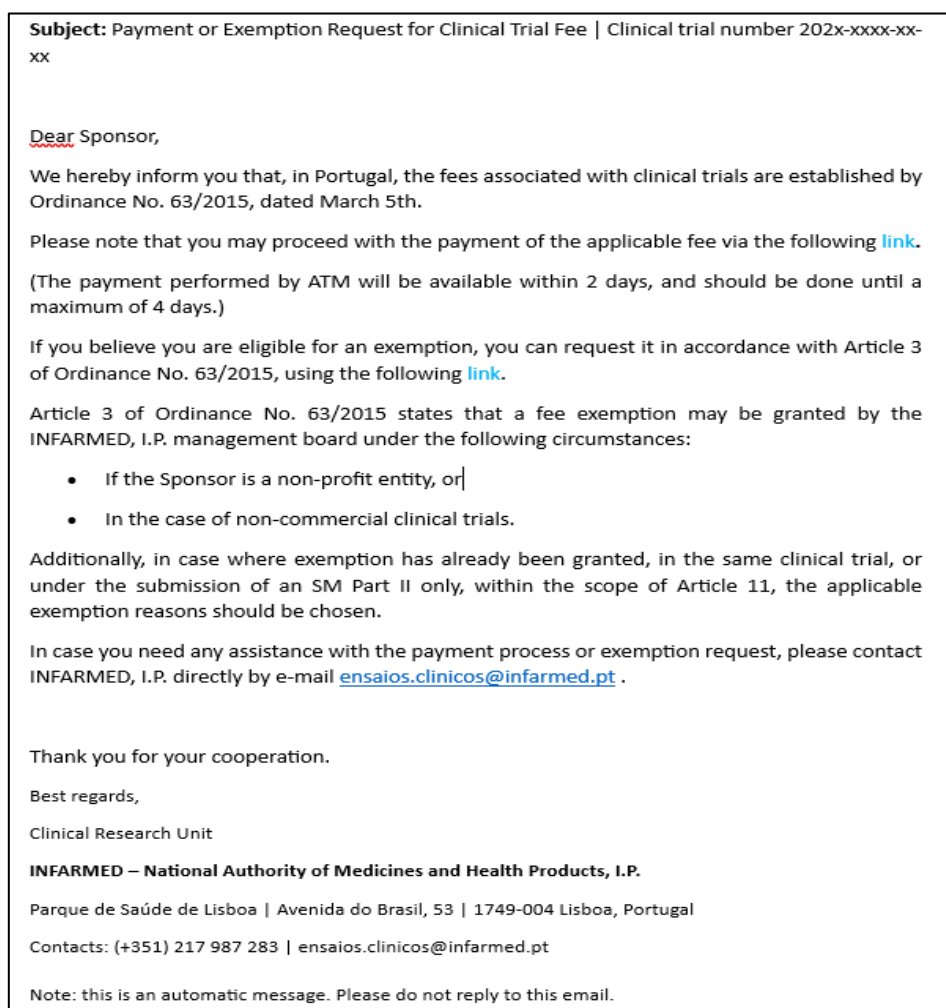 Subject: Payment or Exemption Request for Clinical Trial Fee | Clinical trial number 202x-xxxx-xx-
xx
Dear Sponsor,
We hereby inform you that, in Portugal, the fees associated with clinical trials are established by
Ordinance No. 63/2015, dated March 5th.
Please note that you may proceed with the payment of the applicable fee via the following link.
(The payment performed by ATM will be available within 2 days, and should be done until a
maximum of 4 days.)
If you believe you are eligible for an exemption, you can request it in accordance with Article 3
of Ordinance No. 63/2015, using the following link.
Article 3 of Ordinance No. 63/2015 states that a fee exemption may be granted by the
INFARMED, I.P. management board under the following circumstances:
• If the Sponsor is a non-profit entity, or
• In the case of non-commercial clinical trials.
Additionally, in case where exemption has already been granted, in the same clinical trial, or
under the submission of an SM Part II only, within the scope of Article 11, the applicable
exemption reasons should be chosen.
In case you need any assistance with the payment process or exemption request, please contact
INFARMED, I.P. directly by e-mail ensaios.clinicos@infarmed.pt .
Thank you for your cooperation.
Best regards,
Clinical Research Unit
INFARMED – National Authority of Medicines and Health Products, I.P.
Parque de Saúde de Lisboa | Avenida do Brasil, 53 | 1749-004 Lisboa, Portugal
Contacts: (+351) 217 987 283 | ensaios.clinicos@infarmed.pt
Note: this is an automatic message. Please do not reply to this email.